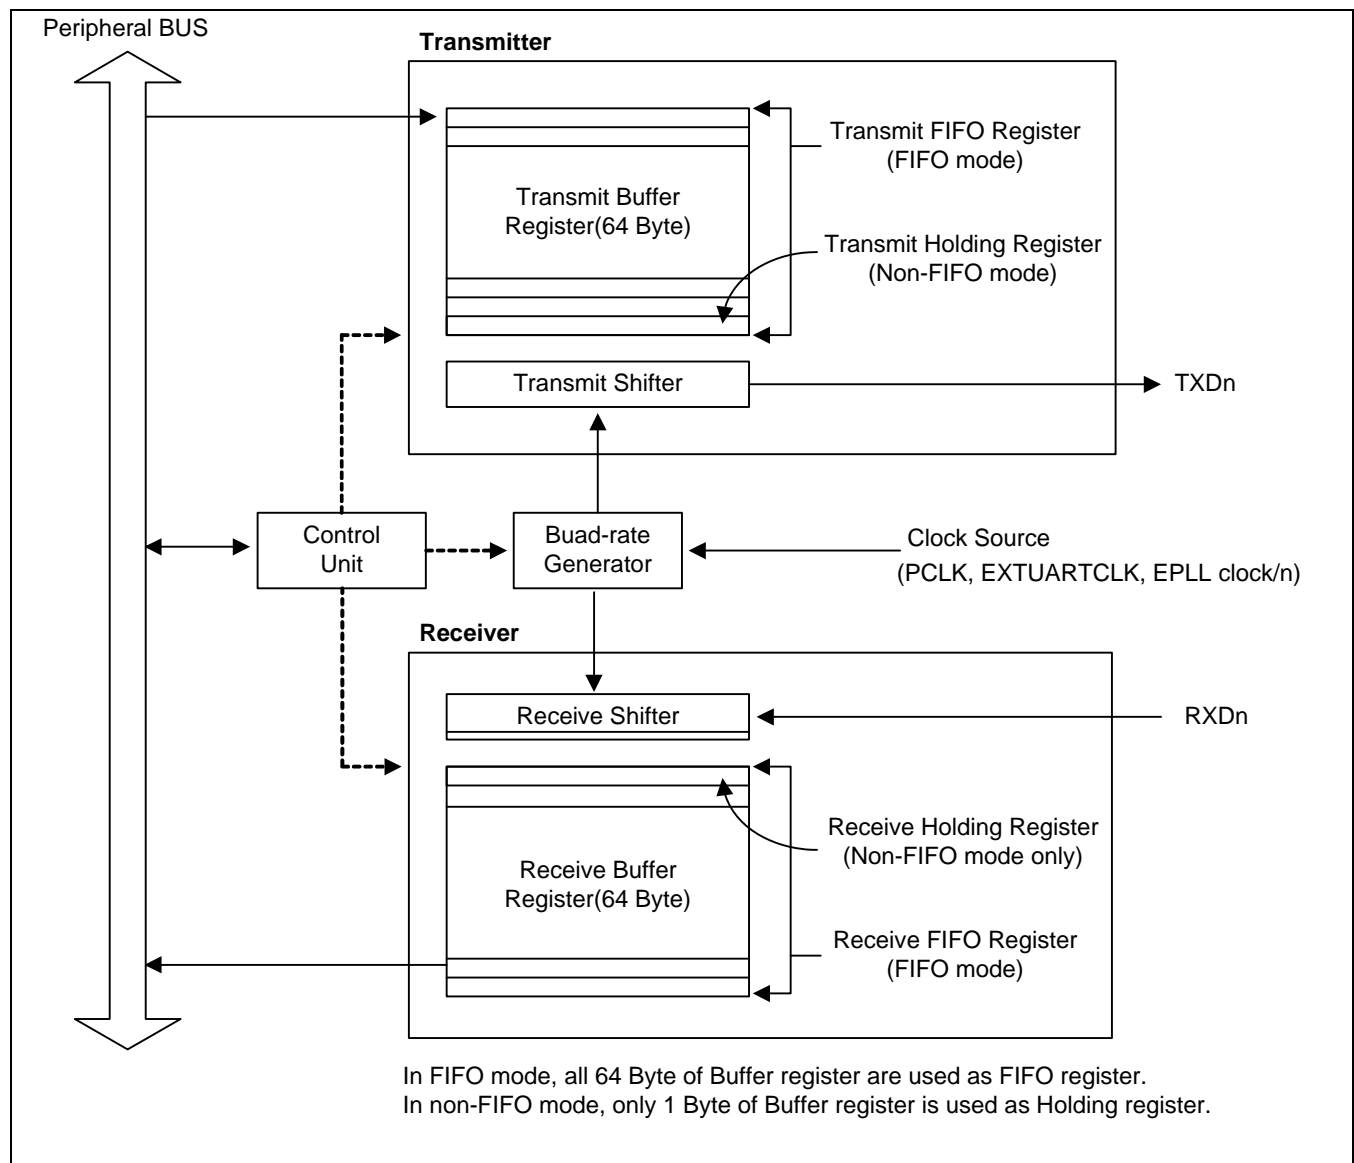 Peripheral BUS
Transmitter
Transmit FIFO Register
(FIFO mode)
Transmit Buffer
Register(64 Byte)
Transmit Holding Register
(Non-FIFO mode)
Transmit Shifter
TXDn
Control
Unit
Buad-rate
Generator
Clock Source
(PCLK, EXTUARTCLK, EPLL clock/n)
Receiver
Receive Shifter
RXDn
Receive Holding Register
(Non-FIFO mode only)
Receive Buffer
Register(64 Byte)
Receive FIFO Register
(FIFO mode)
In FIFO mode, all 64 Byte of Buffer register are used as FIFO register.
In non-FIFO mode, only 1 Byte of Buffer register is used as Holding register.